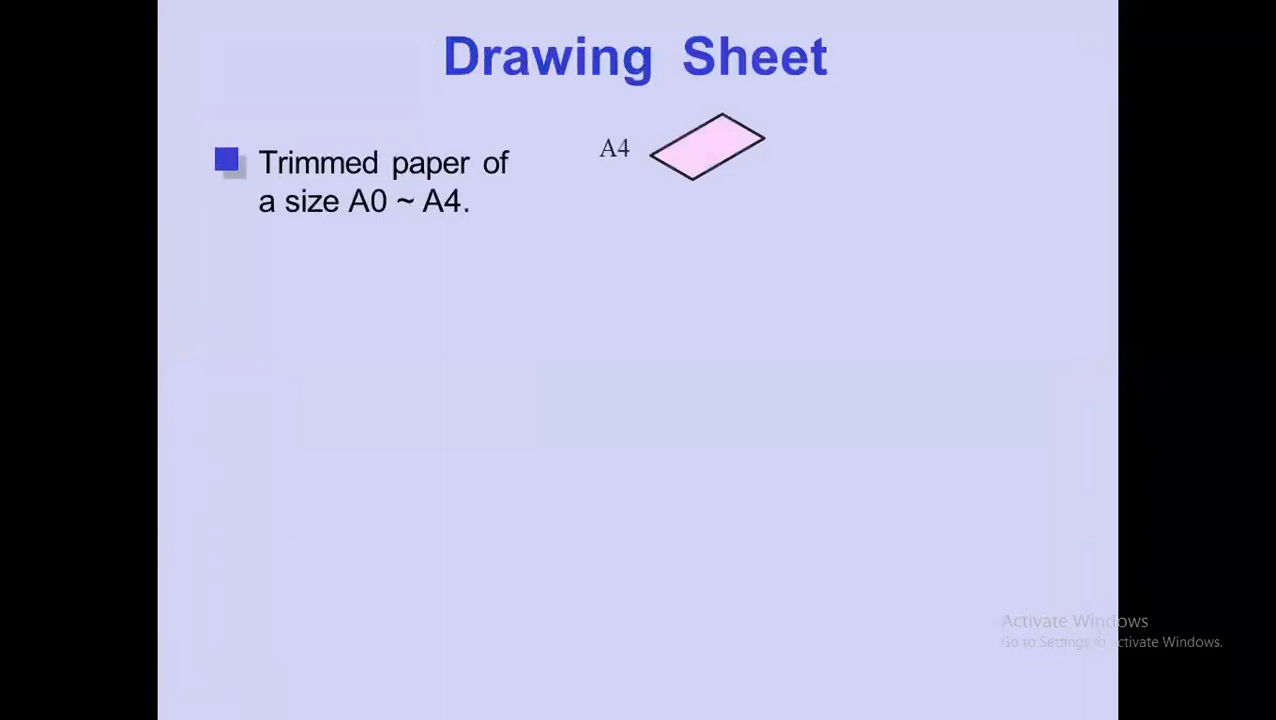 Drawing Sheet
A4
Trimmed paper of
a size A0 ~ A4.
Activate Windows
Go to Settings to activate Windows.